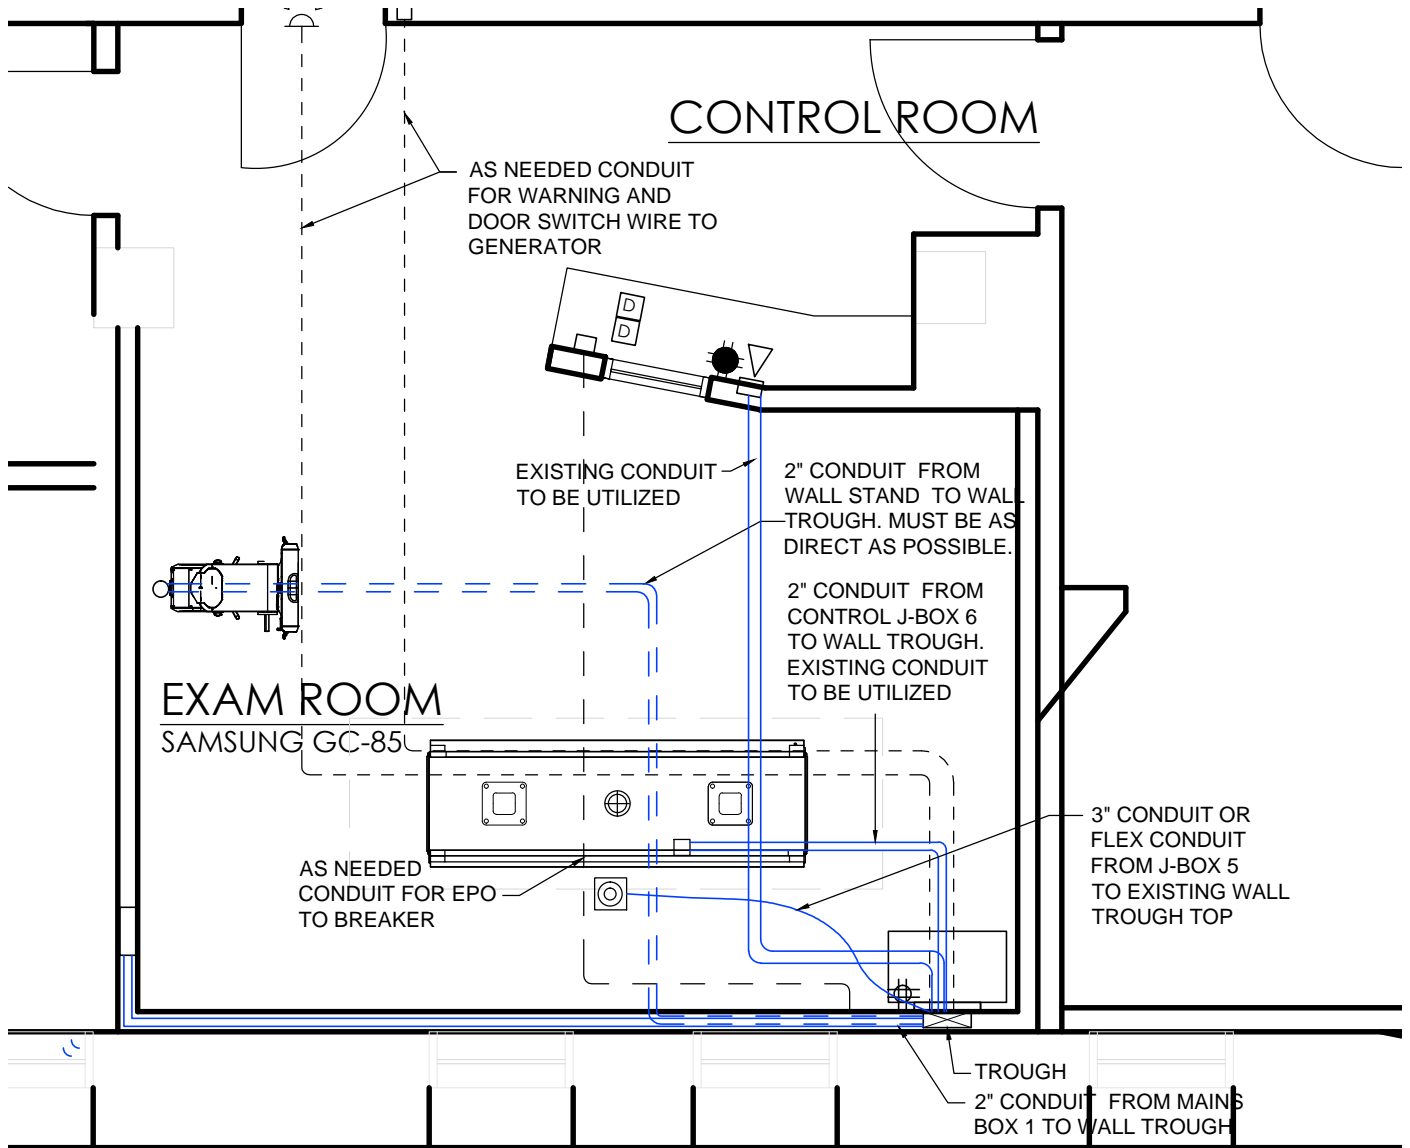 CONTROL ROOM
AS NEEDED CONDUIT
FOR WARNING AND
DOOR SWITCH WIRE TO
GENERATOR
D
D
EXISTING CONDUIT
TO BE UTILIZED
2" CONDUIT FROM
WALL STAND TO WALL
TROUGH. MUST BE AS
DIRECT AS POSSIBLE.
2" CONDUIT FROM
CONTROL J-BOX 6
TO WALL TROUGH.
EXISTING CONDUIT
TO BE UTILIZED
EXAM ROOM
SAMSUNG GC-85
3" CONDUIT OR
FLEX CONDUIT
FROM J-BOX 5
TO EXISTING WALL
TROUGH TOP
AS NEEDED
CONDUIT FOR EPO
TO BREAKER
TROUGH
2" CONDUIT FROM MAINS
BOX 1 TO WALL TROUGH